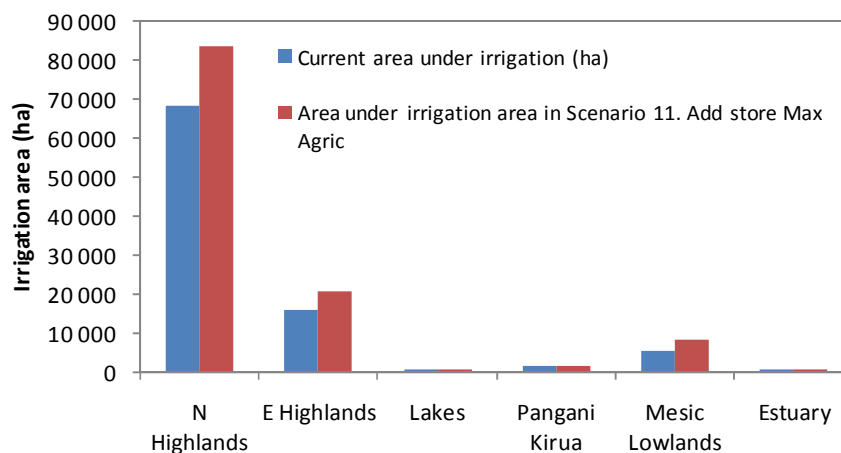 90 000
80 000
70 000
60 000
50 000
40 000
30 000
20 000
10 000
0
Irrigation area (ha)
Current area under irrigation (ha)
Area under irrigation area in Scenario 11. Add store Max
Agric
N
Highlands
E Highlands
Lakes
Pangani
Kirua
Mesic
Lowlands
Estuary